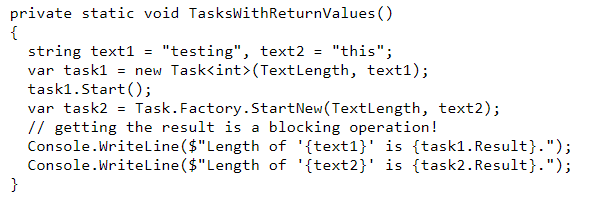 private static void TasksWithReturnValues()
{
  string text1 = "testing", text2 = "this";
  var task1 = new Task<int>(TextLength, text1);
  task1.Start();
  var task2 = Task.Factory.StartNew(TextLength, text2);
  // getting the result is a blocking operation!
  Console.WriteLine($"Length of '{text1}' is {task1.Result}.");
  Console.WriteLine($"Length of '{text2}' is {task2.Result}.");
}